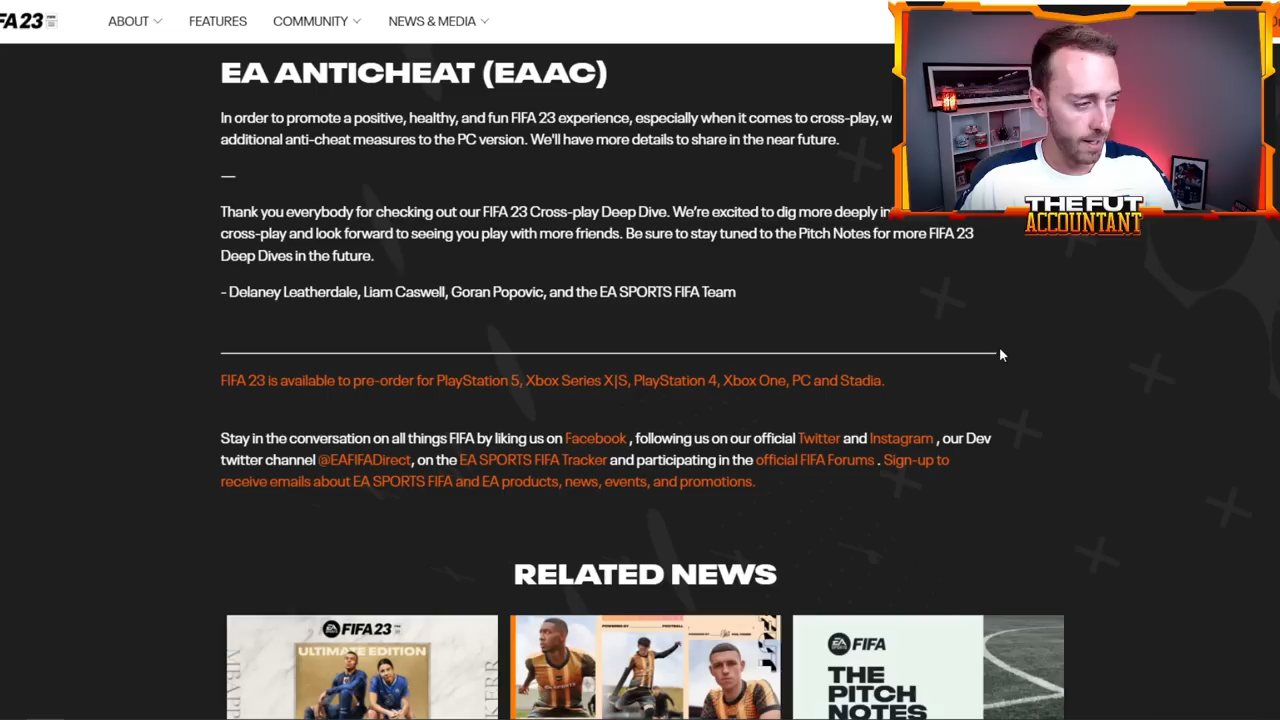 FA 23
ABOUT
FEATURES
COMMUNITY
NEWS & MEDIA
EA ANTICHEAT (EAAC)
In order to promote a positive, healthy, and fun FIFA 23 experience, especially when it comes to cross-play, w
additional anti-cheat measures to the PC version. We'll have more details to share in the near future.
—
Thank you everybody for checking out our FIFA 23 Cross-play Deep Dive. We're excited to dig more deeply in
cross-play and look forward to seeing you play with more friends. Be sure to stay tuned to the Pitch Notes for more FIFA 23
Deep Dives in the future.
- Delaney Leatherdale, Liam Caswell, Goran Popovic, and the EA SPORTS FIFA Team
THE FUT
ACCOUNTANT
FIFA 23 is available to pre-order for PlayStation 5, Xbox Series X|S, PlayStation 4, Xbox One, PC and Stadia.
Stay in the conversation on all things FIFA by liking us on Facebook , following us on our official Twitter and Instagram , our Dev
twitter channel @EAFIFADirect, on the EA SPORTS FIFA Tracker and participating in the official FIFA Forums . Sign-up to
receive emails about EA SPORTS FIFA and EA products, news, events, and promotions.
RELATED NEWS
EA SPORTS FIFA 23
ULTIMATE EDITION
EA SPORTS FIFA
THE
PITCH
NOTES